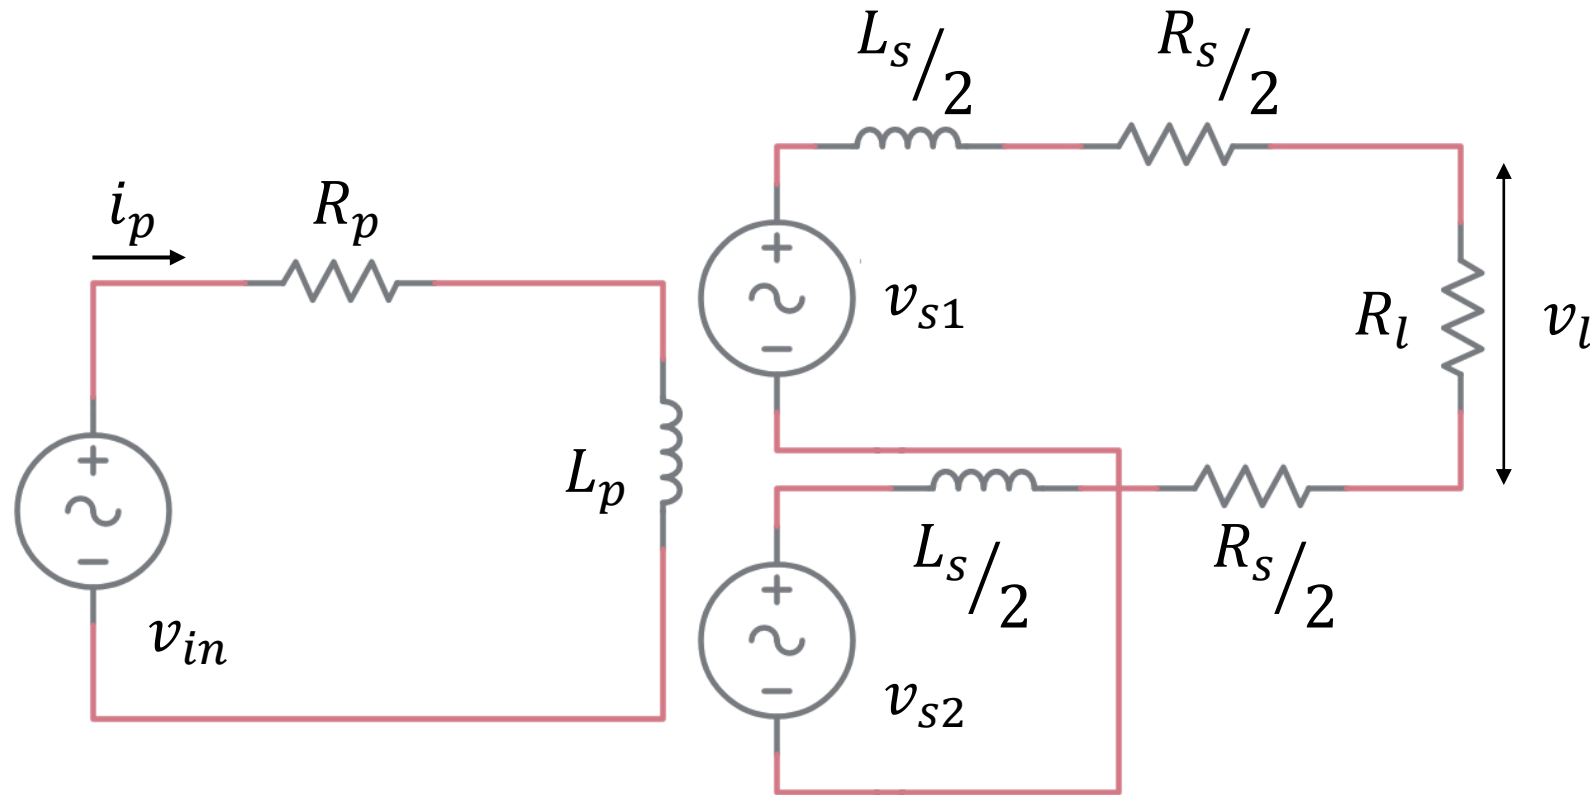 L_s/2
R_s/2
i_p
R_p
+
v_s1
−
R_l
v_l
L_p
+
v_in
−
L_s/2
R_s/2
+
v_s2
−